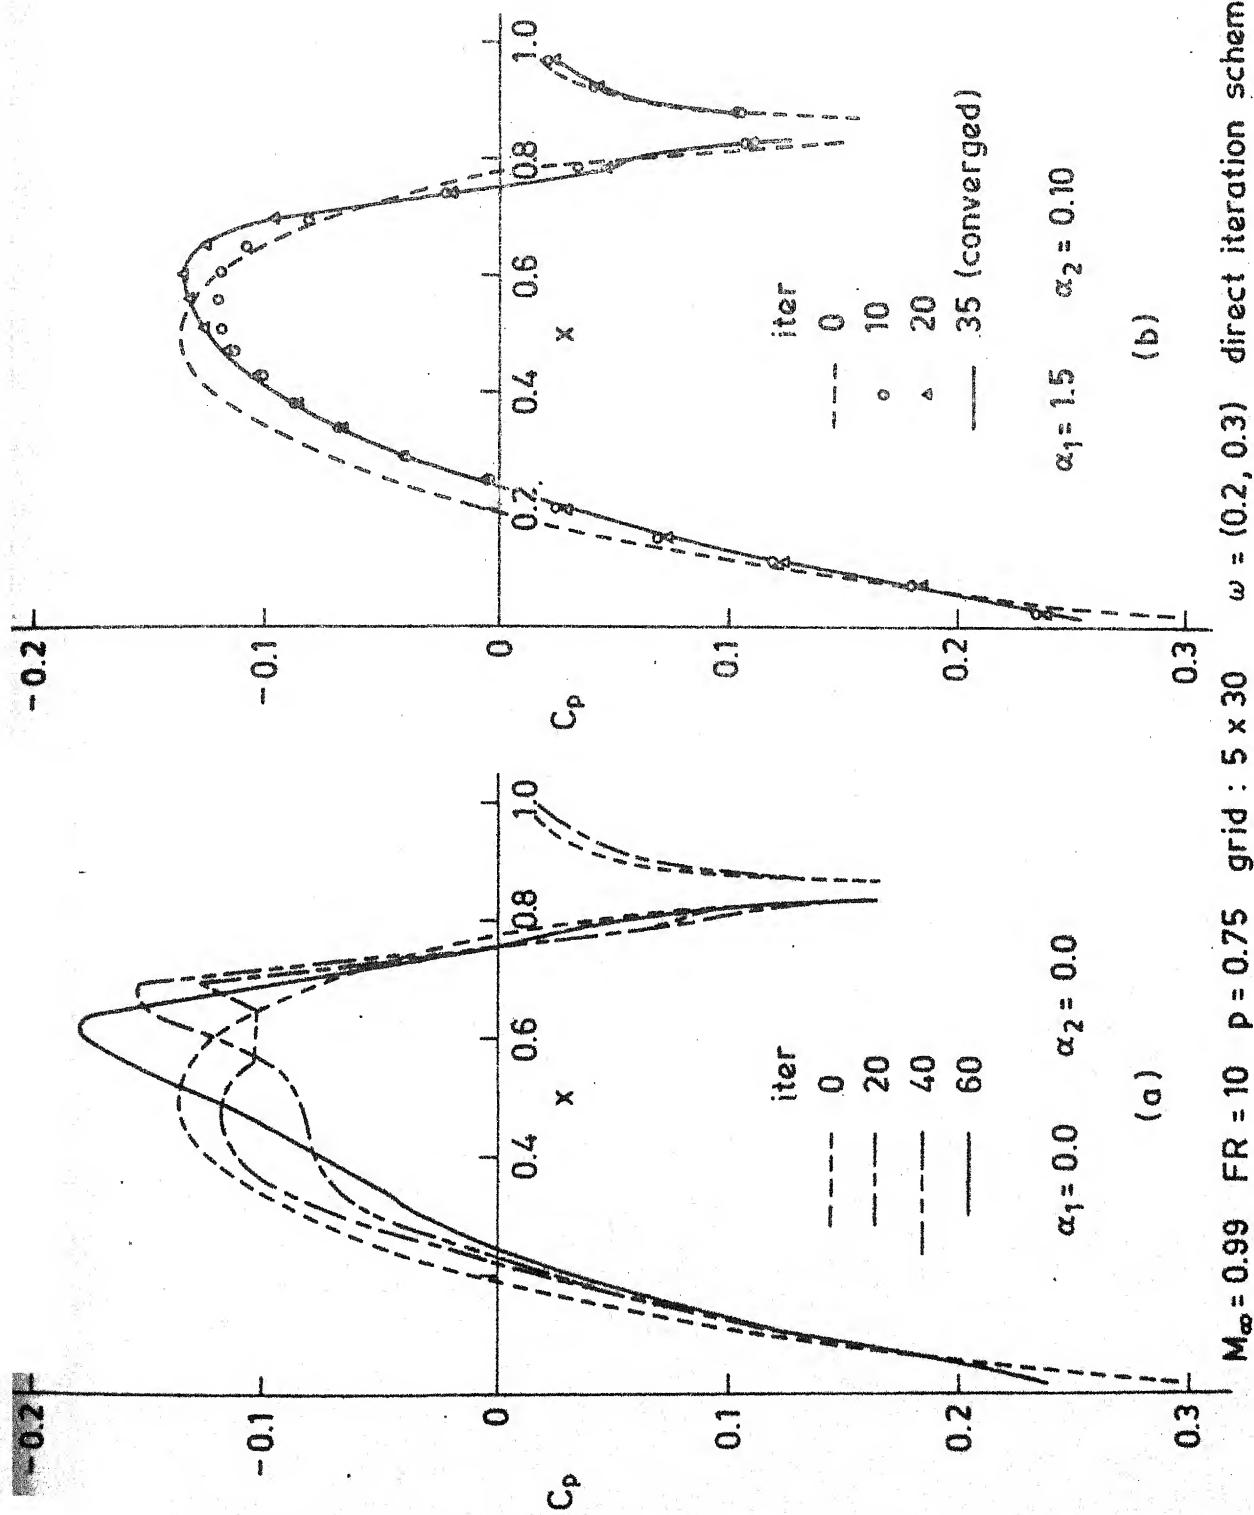 -0.2
-0.1
0
0.1
0.2
0.3
Cp
0.4
0.6
0.8
1.0
x
iter
0
20
40
60
α₁ = 0.0 α₂ = 0.0
(a)
-0.2
-0.1
0
0.1
0.2
0.3
Cp
0.2
0.4
0.6
0.8
1.0
x
iter
0
10
20
35 (converged)
α₁ = 1.5 α₂ = 0.10
(b)
M∞ = 0.99 FR = 10 p = 0.75 grid : 5 x 30 ω = (0.2, 0.3) direct iteration schem